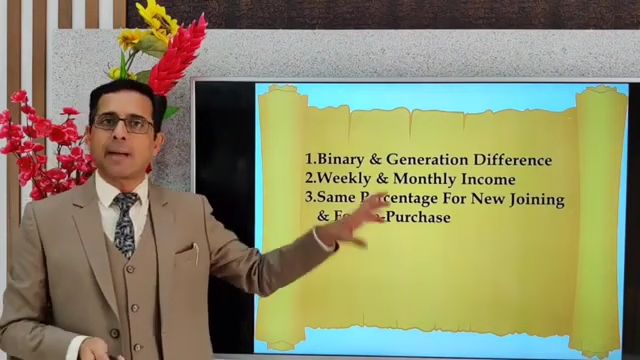 1.Binary & Generation Difference
2.Weekly & Monthly Income
3.Same Percentage For New Joining
& -Purchase